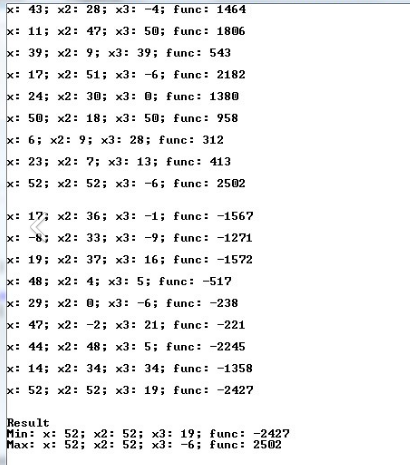 x: 43; x2: 28; x3: -4; func: 1464
x: 11; x2: 47; x3: 50; func: 1806
x: 39; x2: 9; x3: 39; func: 543
x: 17; x2: 51; x3: -6; func: 2182
x: 24; x2: 30; x3: 0; func: 1380
x: 50; x2: 18; x3: 50; func: 958
x: 6; x2: 9; x3: 28; func: 312
x: 23; x2: 7; x3: 13; func: 413
x: 52; x2: 52; x3: -6; func: 2502
x: 17; x2: 36; x3: -1; func: -1567
x: -8; x2: 33; x3: -9; func: -1271
x: 19; x2: 37; x3: 16; func: -1572
x: 48; x2: 4; x3: 5; func: -517
x: 29; x2: 0; x3: -6; func: -238
x: 47; x2: -2; x3: 21; func: -221
x: 44; x2: 48; x3: 5; func: -2245
x: 14; x2: 34; x3: 34; func: -1358
x: 52; x2: 52; x3: 19; func: -2427
Result
Min: x: 52; x2: 52; x3: 19; func: -2427
Max: x: 52; x2: 52; x3: -6; func: 2502